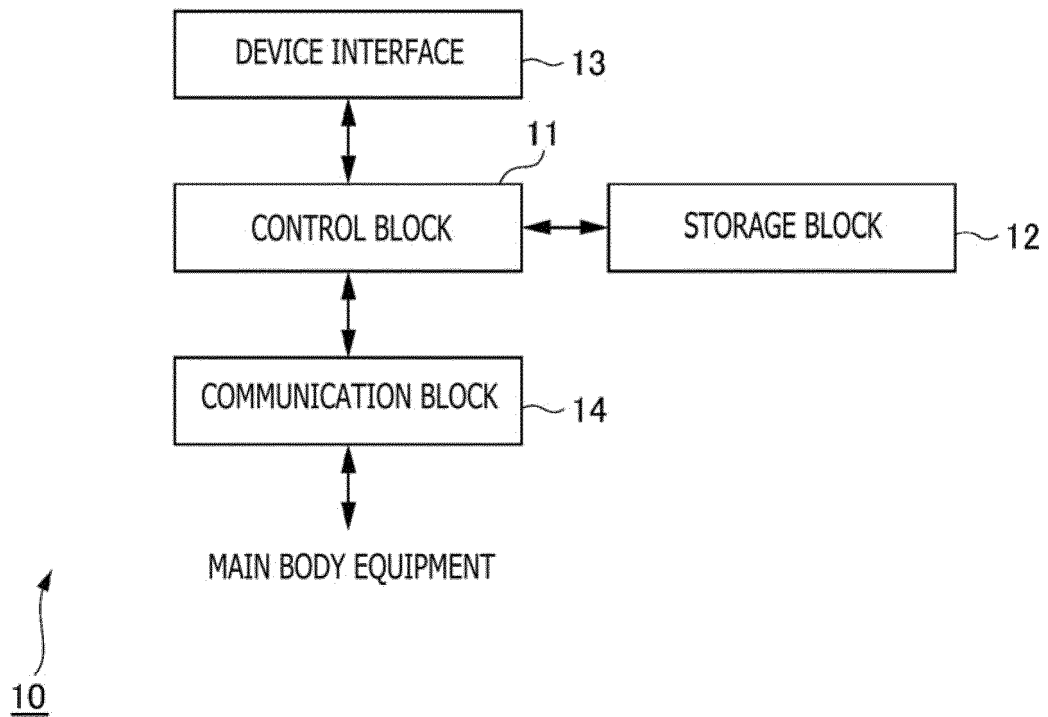 DEVICE INTERFACE
13
11
CONTROL BLOCK
STORAGE BLOCK
12
COMMUNICATION BLOCK
14
MAIN BODY EQUIPMENT
10